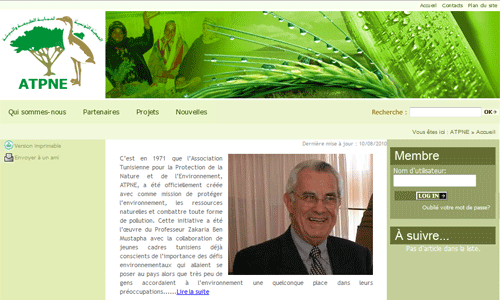 Accueil Contacts Plan du site
ATPNE
Qui sommes-nous Partenaires Projets Nouvelles
Recherche : OK
Vous êtes ici : ATPNE » Accueil
Version imprimable
Envoyer à un ami
Dernière mise à jour : 10/08/2010
C'est en 1971 que l'Association
Tunisienne pour la Protection de la
Nature et de l'Environnement,
ATPNE, a été officiellement créée
avec comme mission de protéger
l'environnement, les ressources
naturelles et combattre toute forme
de polution. Cette initiative a été
l'œuvre du Professeur Zakaria Ben
Mustapha avec la collaboration de
jeunes cadres tunisiens déjà
conscients de l'importance des défis
environnementaux qui allaient se
poser au pays alors que très peu de
gens accordaient à l'environnement une quelconque place dans leurs
préoccupations......Lire la suite
Membre
Nom d'utilisateur:
LOG IN
Oublié votre mot de passe?
À suivre...
Pas d'article dans la liste.